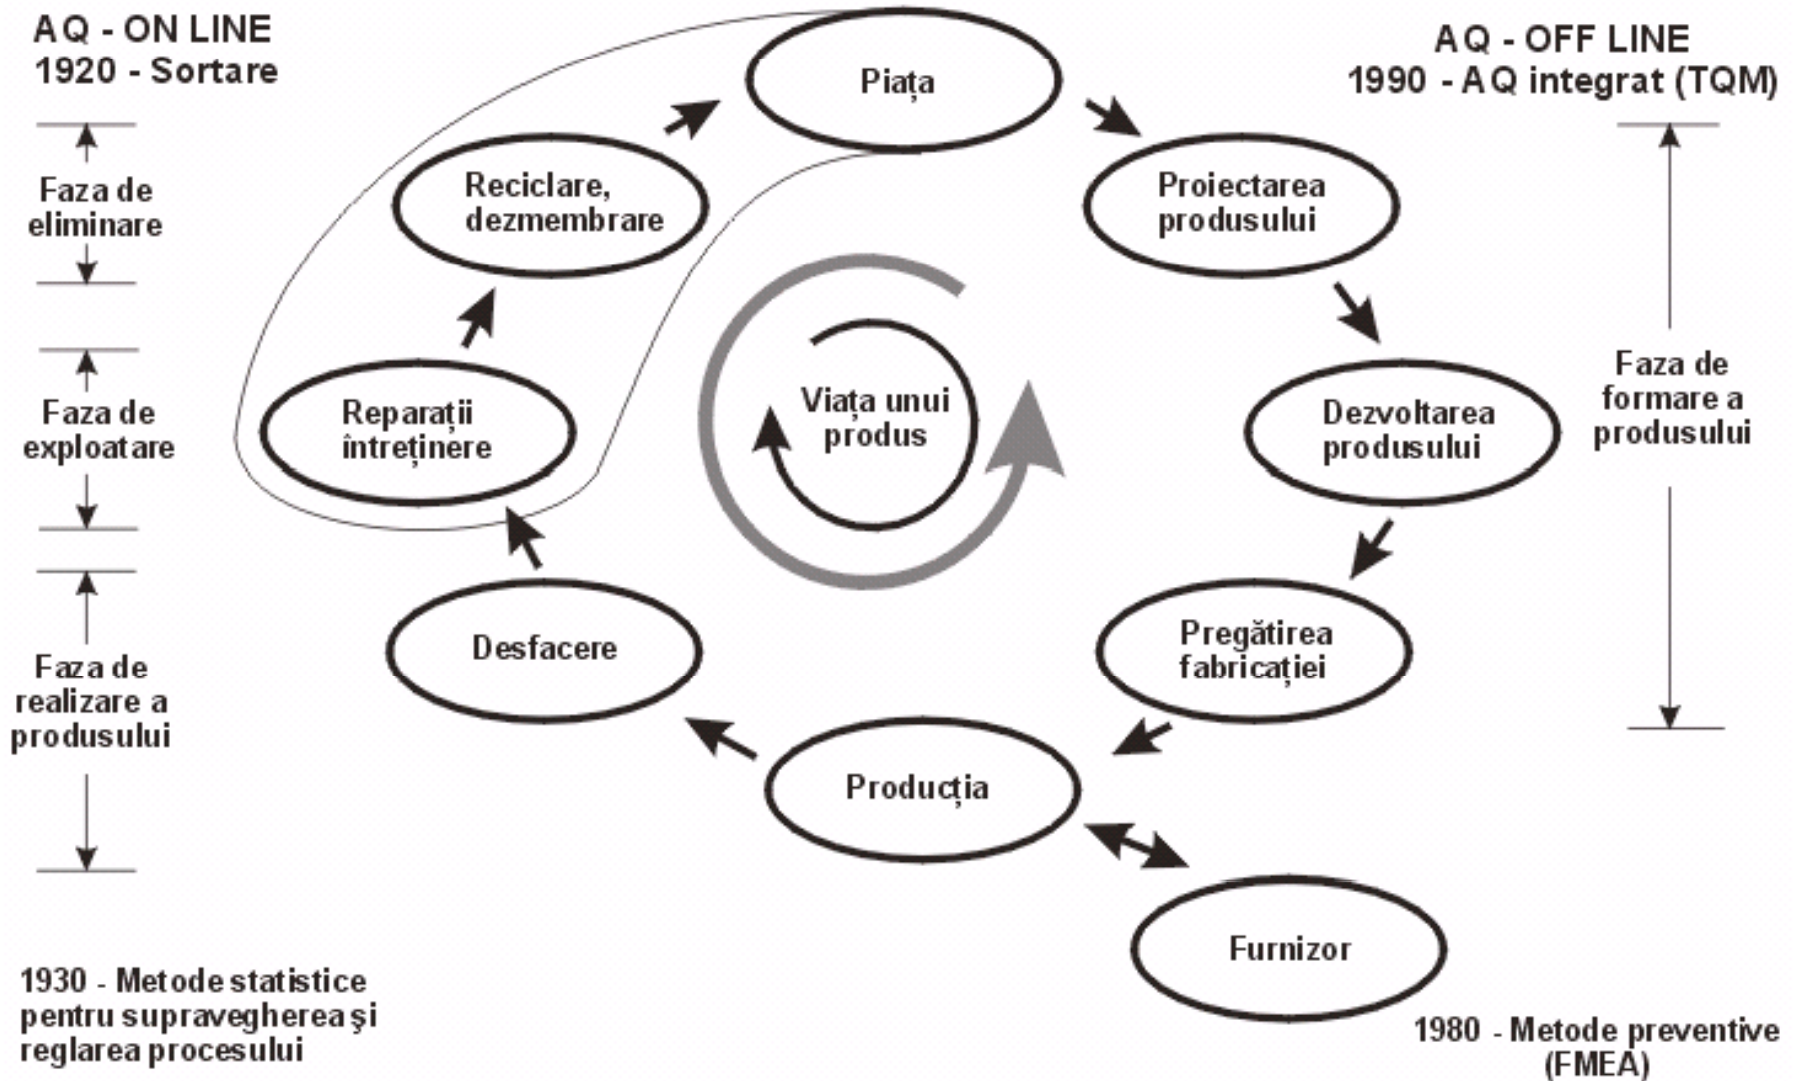 AQ - ON LINE
1920 - Sortare
AQ - OFF LINE
1990 - AQ integrat (TQM)
Piața
Reciclare,
dezmembrare
Proiectarea
produsului
Faza de
eliminare
Reparații
întreținere
Viața unui
produs
Dezvoltarea
produsului
Faza de
exploatare
Faza de
formare a
produsului
Desfacere
Pregătirea
fabricației
Faza de
realizare a
produsului
Producția
Furnizor
1930 - Metode statistice
pentru supravegherea şi
reglarea procesului
1980 - Metode preventive
(FMEA)